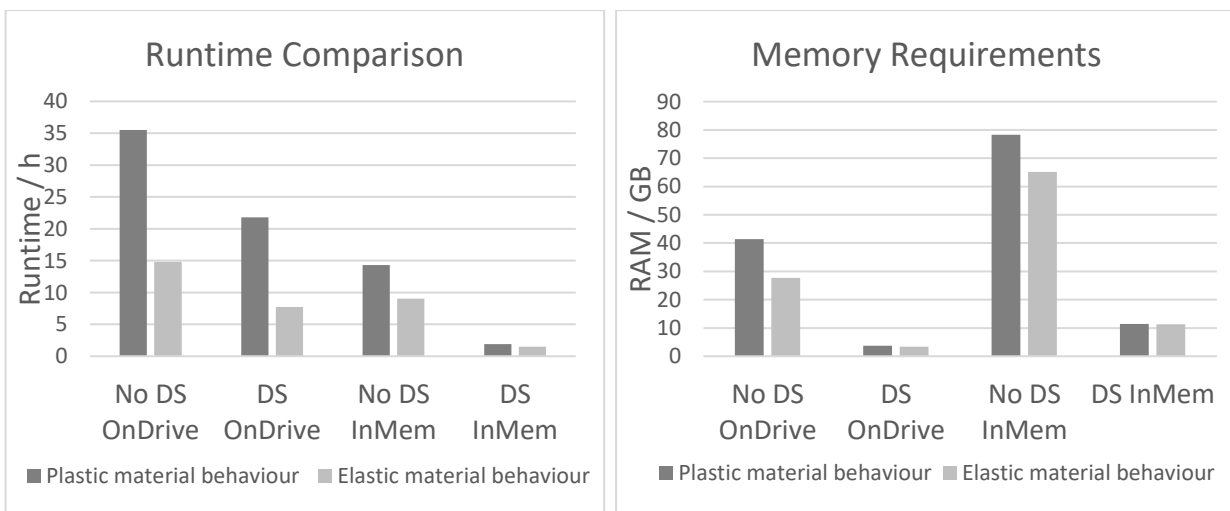 Runtime Comparison
Runtime / h
40
35
30
25
20
15
10
5
0
No DS
OnDrive
DS
OnDrive
No DS
InMem
DS
InMem
Plastic material behaviour
Elastic material behaviour
Memory Requirements
RAM / GB
90
80
70
60
50
40
30
20
10
0
No DS
OnDrive
DS
OnDrive
No DS
InMem
DS InMem
Plastic material behaviour
Elastic material behaviour